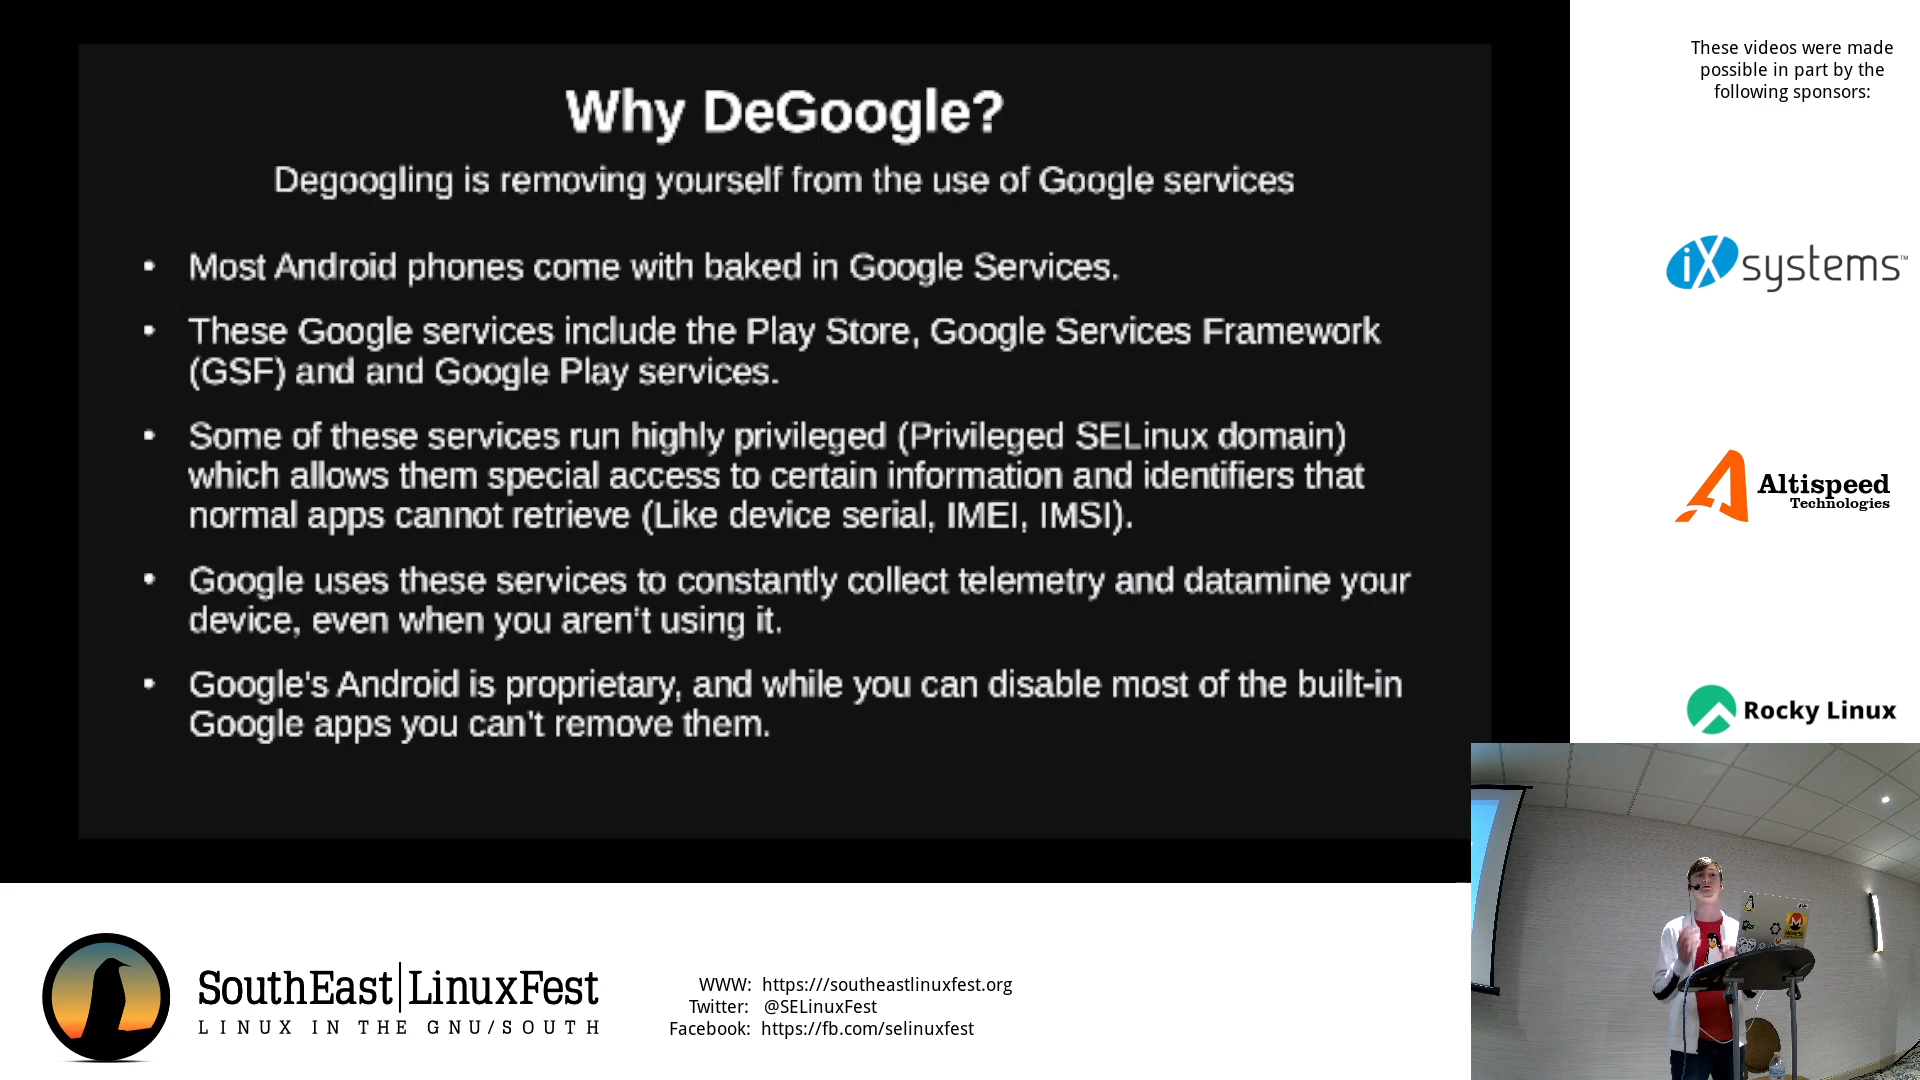 Why DeGoogle?
Degoogling is removing yourself from the use of Google services
• Most Android phones come with baked in Google Services.
• These Google services include the Play Store, Google Services Framework
(GSF) and and Google Play services.
• Some of these services run highly privileged (Privileged SELinux domain)
which allows them special access to certain information and identifiers that
normal apps cannot retrieve (Like device serial, IMEI, IMSI).
• Google uses these services to constantly collect telemetry and datamine your
device, even when you aren't using it.
• Google's Android is proprietary, and while you can disable most of the built-in
Google apps you can't remove them.
These videos were made
possible in part by the
following sponsors:
iXsystems™
Altispeed
Technologies
Rocky Linux
SouthEast|LinuxFest
LINUX IN THE GNU/SOUTH
WWW: https:///southeastlinuxfest.org
Twitter: @SELinuxFest
Facebook: https://fb.com/selinuxfest